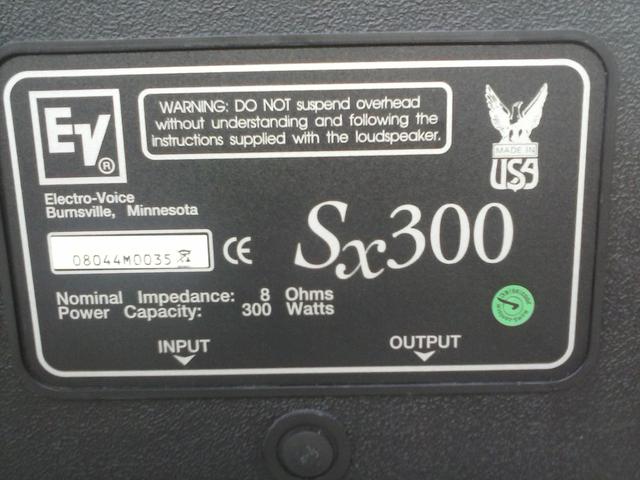 EV®
WARNING: DO NOT suspend overhead
without understanding and following the
instructions supplied with the loudspeaker.
MADE IN
USA
Electro-Voice
Burnsville, Minnesota
08044M0035
CE
Sx300
Nominal Impedance: 8 Ohms
Power Capacity: 300 Watts
INPUT
OUTPUT